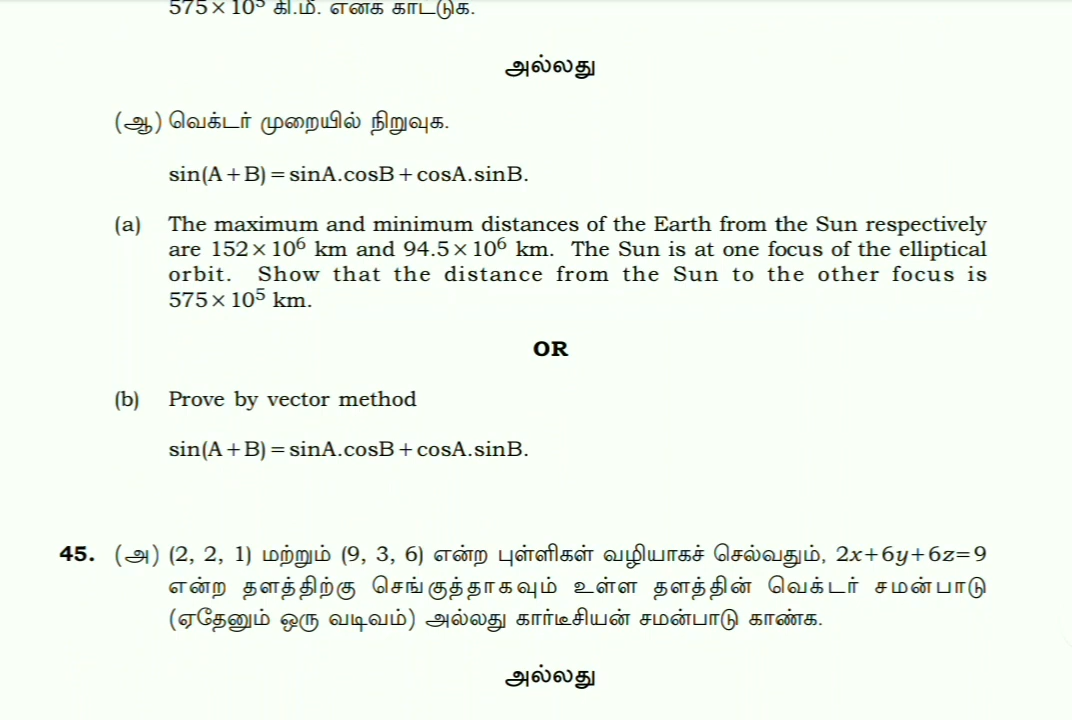 575 × 10⁵ கி.மீ. எனக் காட்டுக.
அல்லது
(ஆ) வெக்டர் முறையில் நிறுவுக.
sin(A+B) = sinA.cosB + cosA.sinB.
(a) The maximum and minimum distances of the Earth from the Sun respectively
are 152 × 10⁶ km and 94.5 × 10⁶ km. The Sun is at one focus of the elliptical
orbit. Show that the distance from the Sun to the other focus is
575 × 10⁵ km.
OR
(b) Prove by vector method
sin(A+B) = sinA.cosB + cosA.sinB.
45. (அ) (2, 2, 1) மற்றும் (9, 3, 6) என்ற புள்ளிகள் வழியாகச் செல்வதும், 2x+6y+6z=9
என்ற தளத்திற்கு செங்குத்தாகவும் உள்ள தளத்தின் வெக்டர் சமன்பாடு
(ஏதேனும் ஒரு வடிவம்) அல்லது கார்டீசியன் சமன்பாடு காண்க.
அல்லது